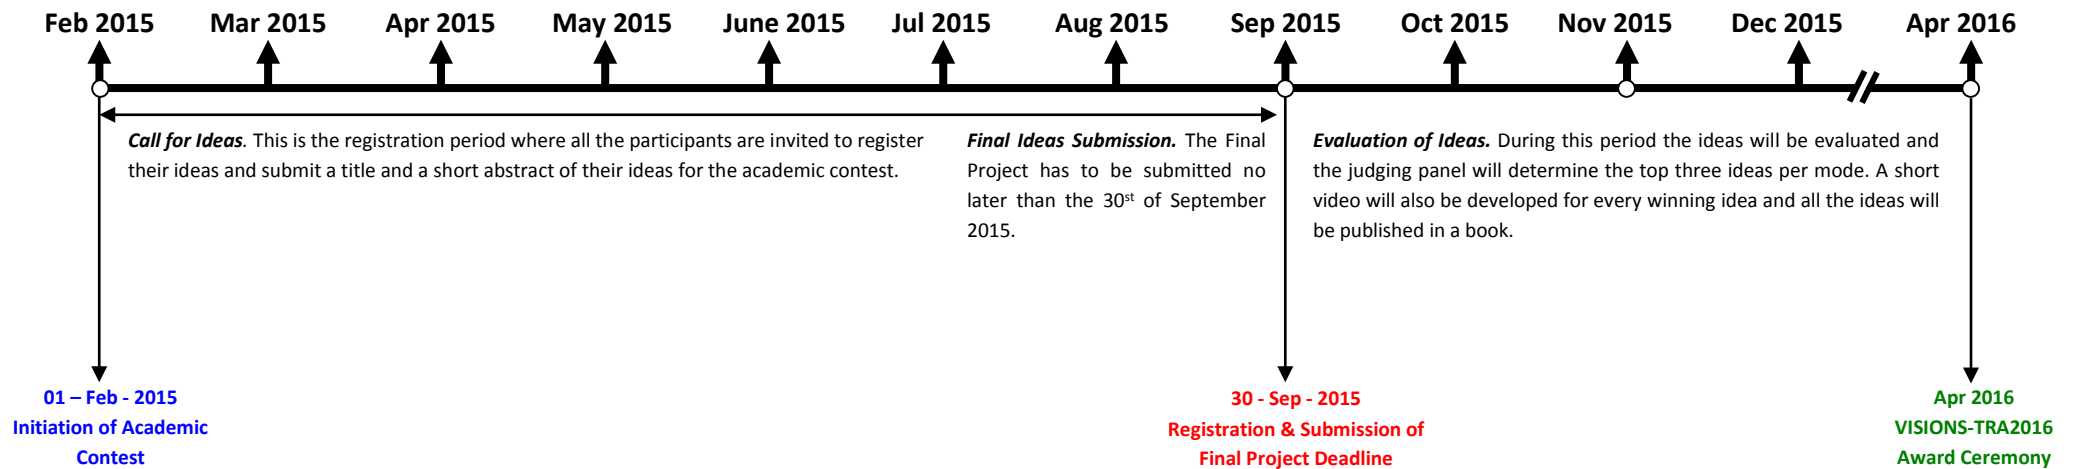 Feb 2015 Mar 2015 Apr 2015 May 2015 June 2015 Jul 2015 Aug 2015 Sep 2015 Oct 2015 Nov 2015 Dec 2015 Apr 2016
Call for Ideas. This is the registration period where all the participants are invited to register
their ideas and submit a title and a short abstract of their ideas for the academic contest.
Final Ideas Submission. The Final
Project has to be submitted no
later than the 30st of September
2015.
Evaluation of Ideas. During this period the ideas will be evaluated and
the judging panel will determine the top three ideas per mode. A short
video will also be developed for every winning idea and all the ideas will
be published in a book.
01 – Feb - 2015
Initiation of Academic
Contest
30 - Sep - 2015
Registration & Submission of
Final Project Deadline
Apr 2016
VISIONS-TRA2016
Award Ceremony